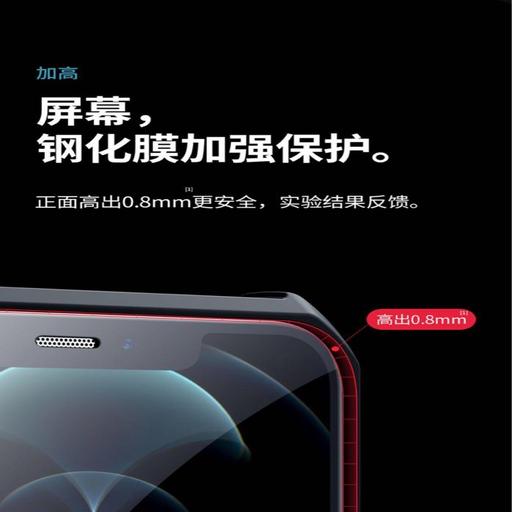 加高
屏幕，
钢化膜加强保护。
正面高出0.8mm[1]更安全，实验结果反馈。
高出0.8mm[1]